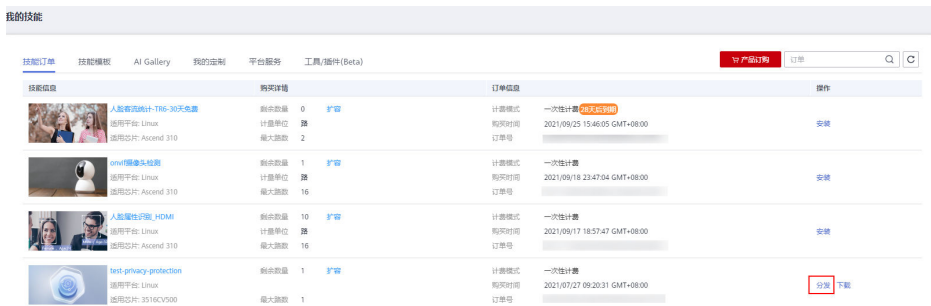 我的技能
技能订单 技能模板 AI Gallery 我的定制 平台服务 工具/插件(Beta) 产品订购 订单
技能信息 购买详情 订单信息 操作
人脸客流统计-TR6-30天免费 剩余数量 0 扩容 计费模式 一次性计费 28天后到期
适用平台: Linux 计量单位 路 购买时间 2021/09/25 15:46:05 GMT+08:00 安装
适用芯片: Ascend 310 最大路数 2 订单号
onvif摄像头检测 剩余数量 1 扩容 计费模式 一次性计费
适用平台: Linux 计量单位 路 购买时间 2021/09/18 23:47:04 GMT+08:00 安装
适用芯片: Ascend 310 最大路数 16 订单号
人脸属性识别_HDMI 剩余数量 10 扩容 计费模式 一次性计费
适用平台: Linux 计量单位 路 购买时间 2021/09/17 18:57:47 GMT+08:00 安装
适用芯片: Ascend 310 最大路数 16 订单号
test-privacy-protection 剩余数量 1 扩容 计费模式 一次性计费
适用平台: Linux 购买时间 2021/07/27 09:20:31 GMT+08:00 分发 下载
适用芯片: 3516CV500 最大路数 1 订单号